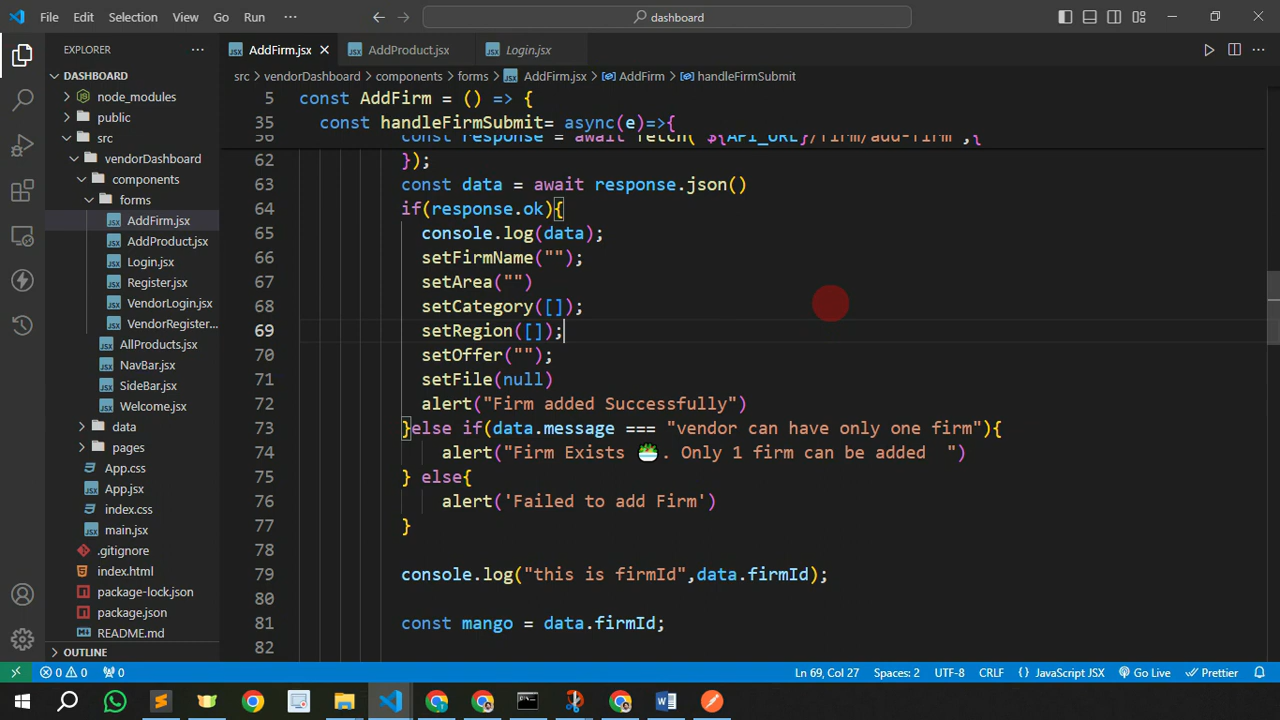 File Edit Selection View Go Run ··· dashboard
EXPLORER ··· AddFirm.jsx AddProduct.jsx Login.jsx
src > vendorDashboard > components > forms > AddFirm.jsx > AddFirm > handleFirmSubmit
DASHBOARD
node_modules
public
src
vendorDashboard
components
forms
AddFirm.jsx
AddProduct.jsx
Login.jsx
Register.jsx
VendorLogin.jsx
VendorRegister...
AllProducts.jsx
NavBar.jsx
SideBar.jsx
Welcome.jsx
data
pages
App.css
App.jsx
index.css
main.jsx
.gitignore
index.html
package-lock.json
package.json
README.md
OUTLINE
5 const AddFirm = () => {
35 const handleFirmSubmit= async(e)=>{
56 const response = await fetch(`${API_URL}/firm/add-firm`,{
62 });
63 const data = await response.json()
64 if(response.ok){
65 console.log(data);
66 setFirmName("");
67 setArea("")
68 setCategory([]);
69 setRegion([]);
70 setOffer("");
71 setFile(null)
72 alert("Firm added Successfully")
73 }else if(data.message === "vendor can have only one firm"){
74 alert("Firm Exists 🥗. Only 1 firm can be added  ")
75 } else{
76 alert('Failed to add Firm')
77 }
78
79 console.log("this is firmId",data.firmId);
80
81 const mango = data.firmId;
82
0 0 0 Ln 69, Col 27 Spaces: 2 UTF-8 CRLF { } JavaScript JSX Go Live Prettier